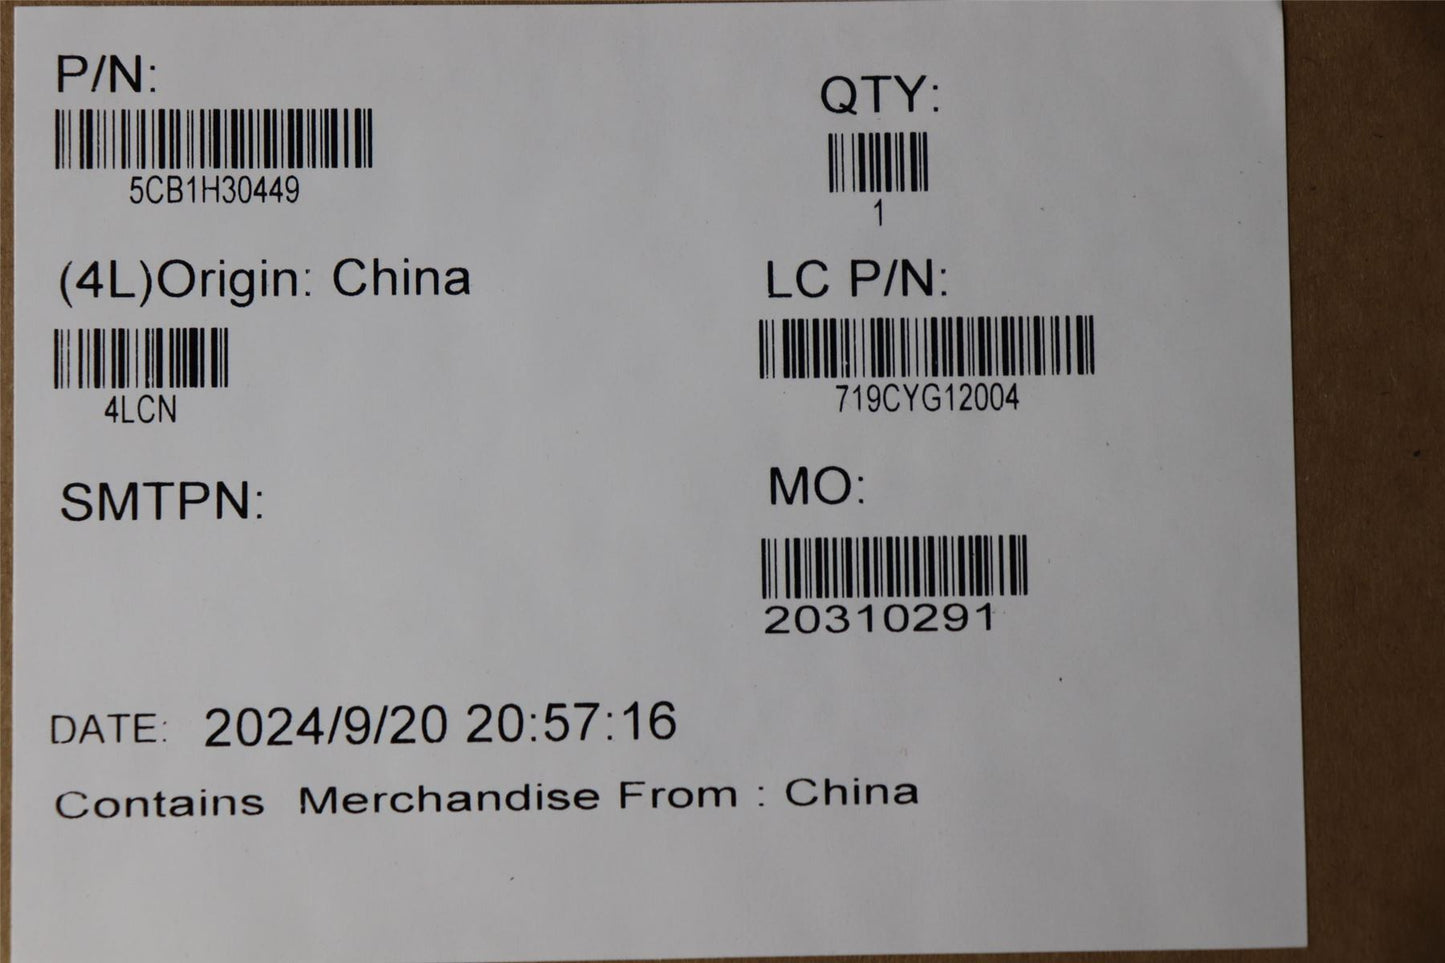 P/N:
5CB1H30449
QTY:
1
(4L)Origin: China
4LCN
LC P/N:
719CYG12004
SMTPN:
MO:
20310291
DATE: 2024/9/20 20:57:16
Contains Merchandise From : China